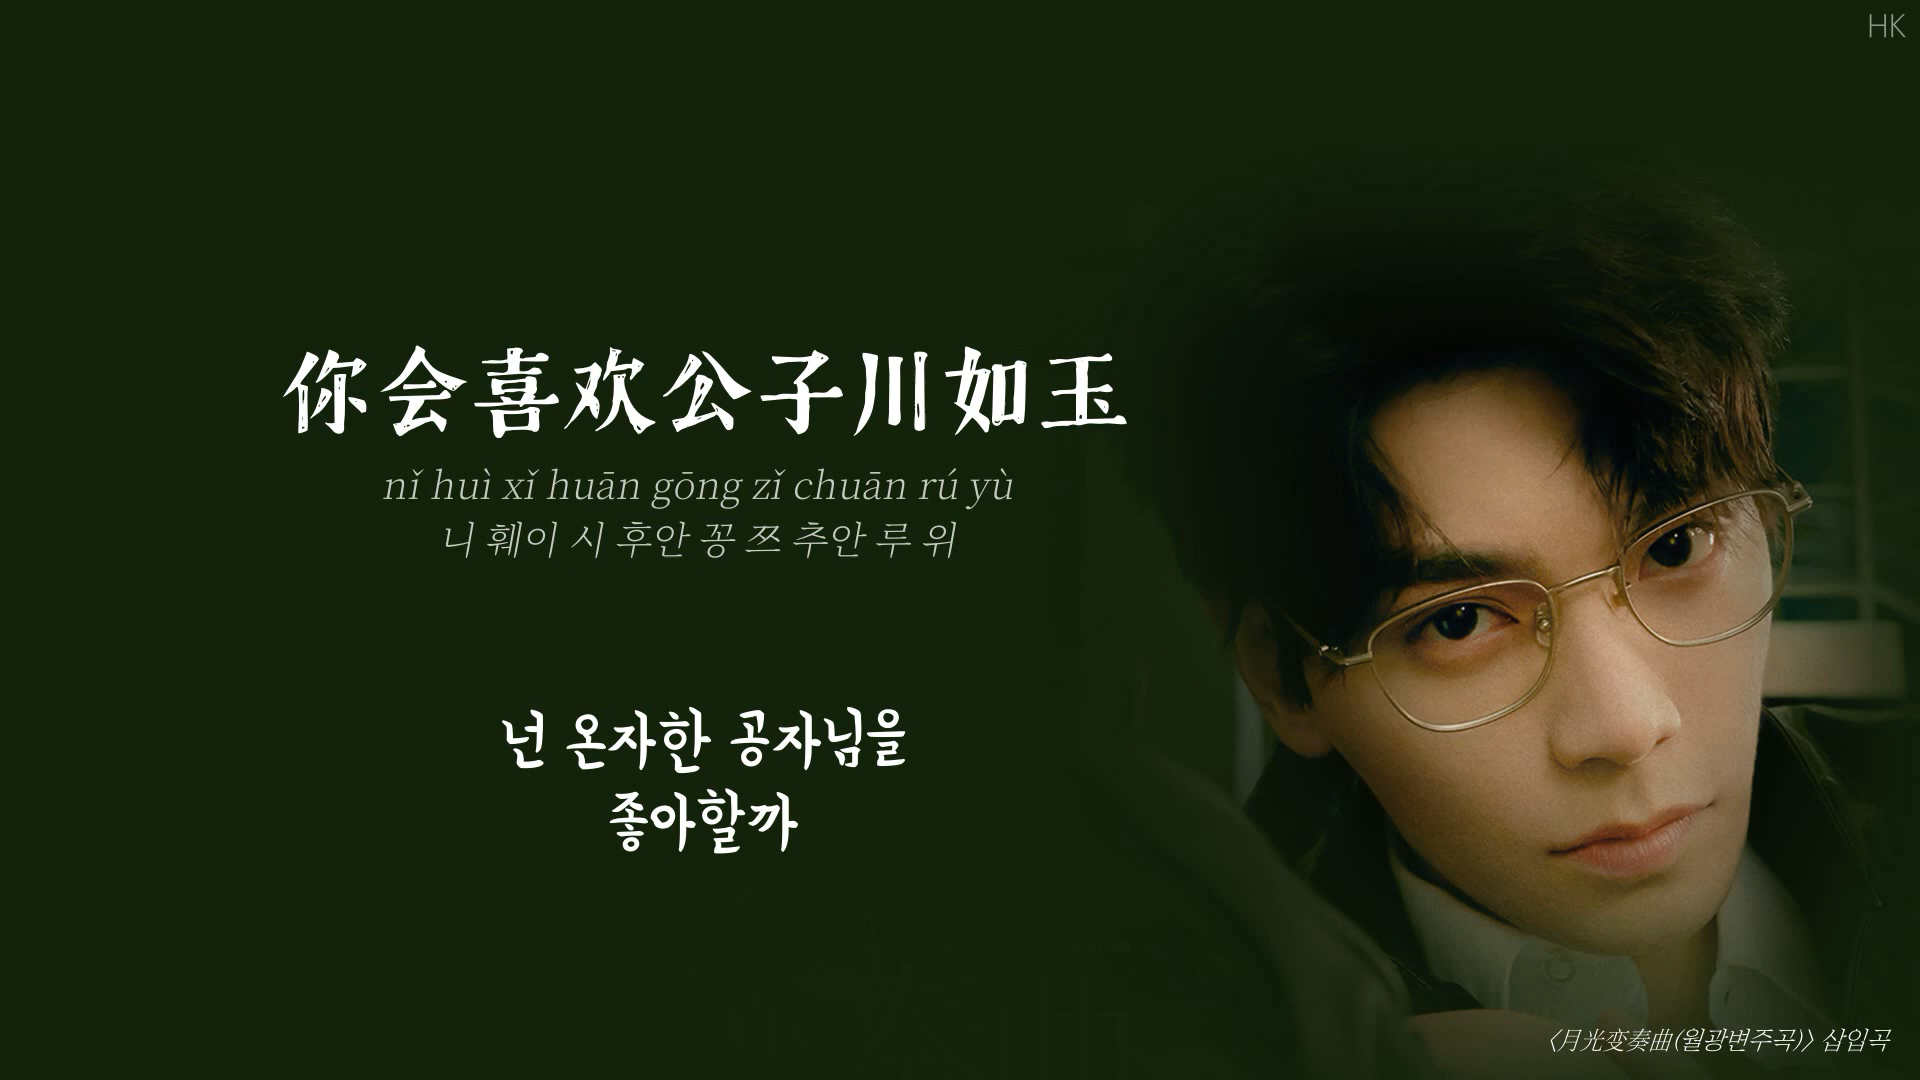 HK
你会喜欢公子川如玉
nǐ huì xǐ huān gōng zǐ chuān rú yù
니 훼이 시 후안 꽁 쯔 추안 루 위
넌 온자한 공자님을
좋아할까
〈月光变奏曲(월광변주곡)〉 삽입곡